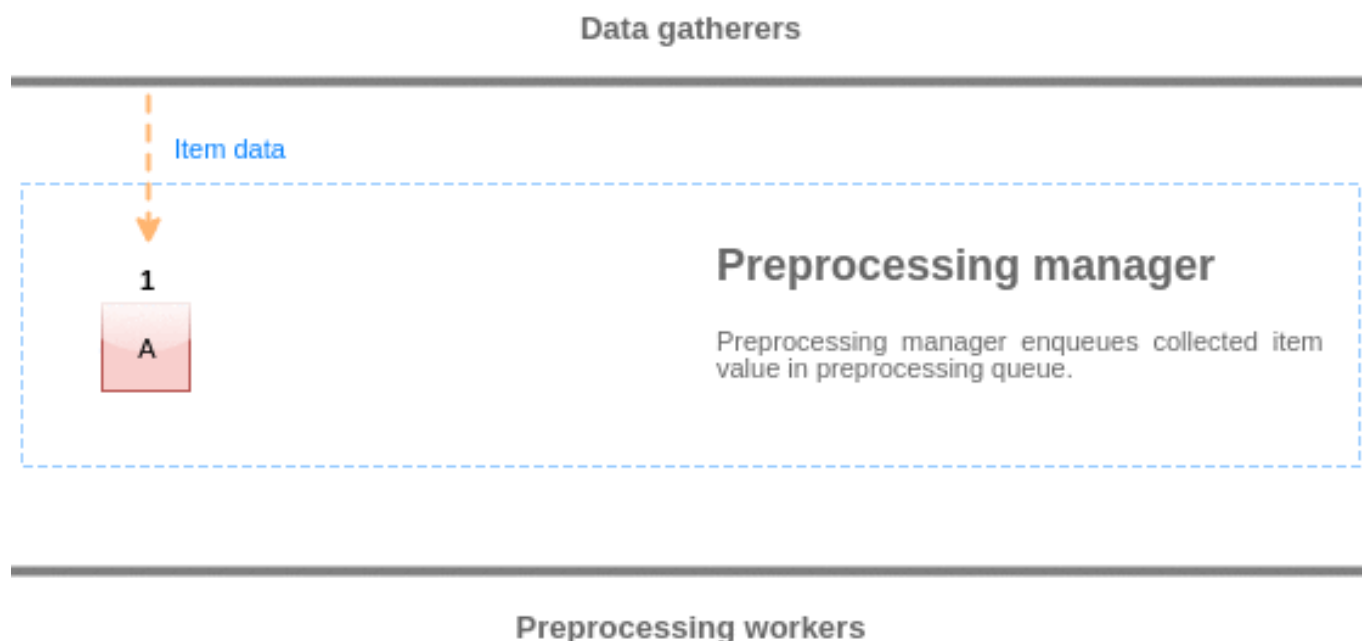 Data gatherers
Item data
1
A
Preprocessing manager
Preprocessing manager enqueues collected item
value in preprocessing queue.
Preprocessing workers